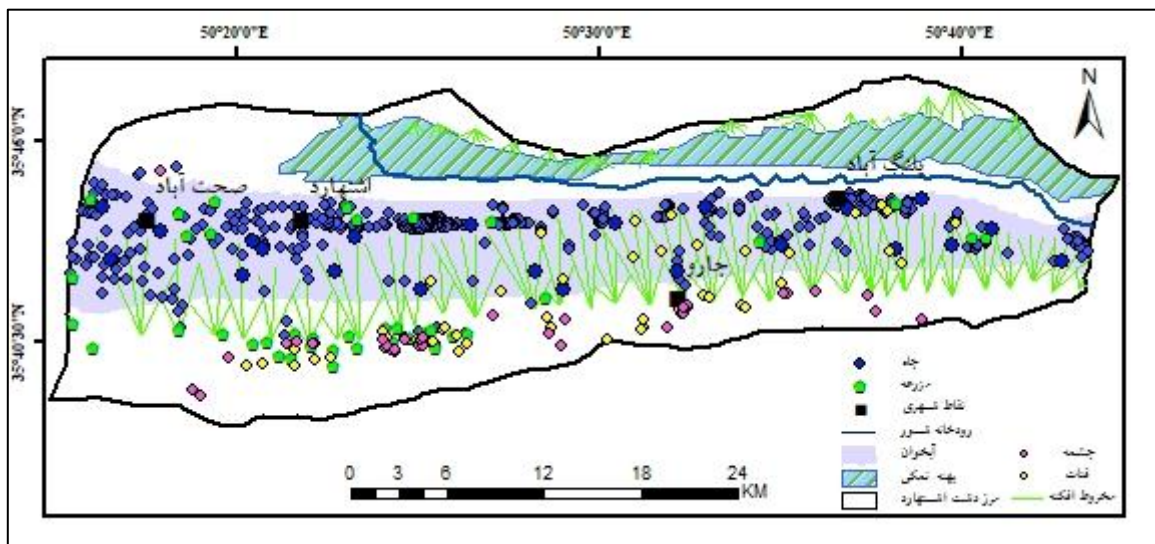 50°20'0"E 50°30'0"E 50°40'0"E
N
35°46'0"N
پلنگ آباد
صحت آباد اشتهارد
جارو
35°40'30"N
چاه
مزرعه
نقاط شهری
رودخانه شور
آبخوان چشمه
پهنه نمکی قنات
مرز دشت اشتهارد مخروط افکنه
0 3 6 12 18 24
KM